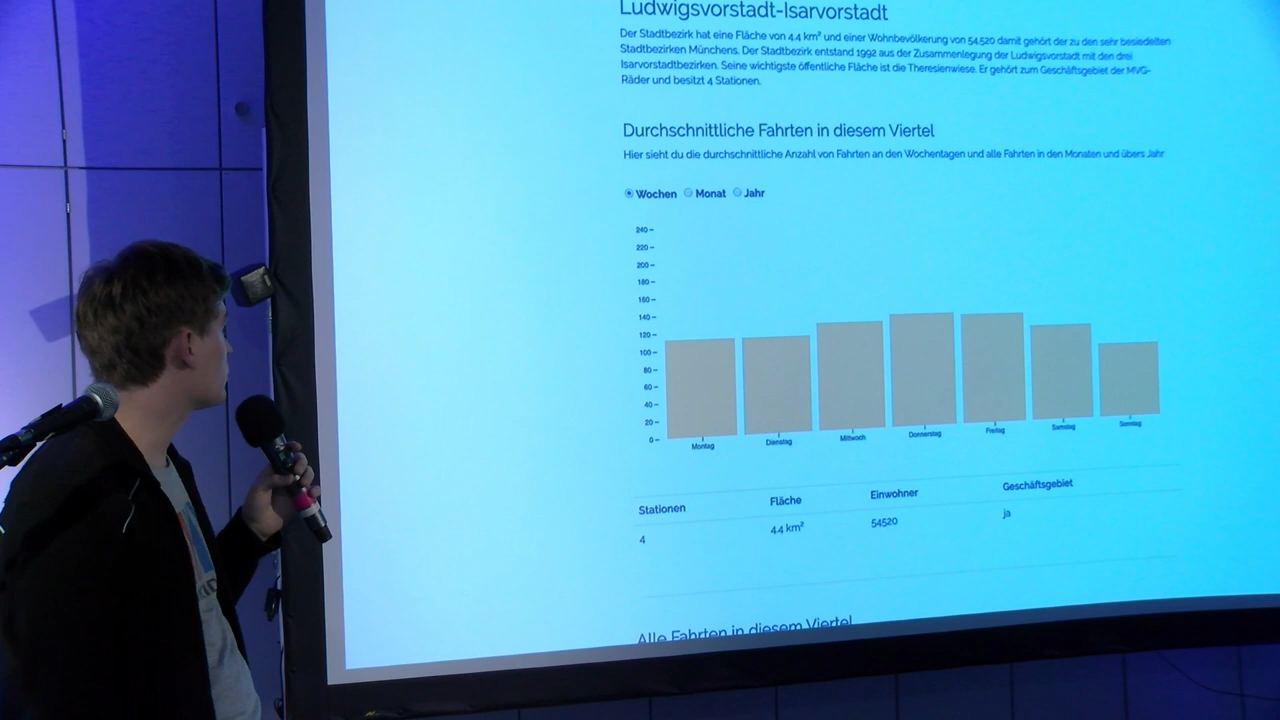 Ludwigsvorstadt-Isarvorstadt
Der Stadtbezirk hat eine Fläche von 4.4 km² und einer Wohnbevölkerung von 54.520 damit gehört der zu den sehr besiedelten
Stadtbezirken Münchens. Der Stadtbezirk entstand 1992 aus der Zusammenlegung der Ludwigsvorstadt mit den drei
Isarvorstadtbezirken. Seine wichtigste öffentliche Fläche ist die Theresienwiese. Er gehört zum Geschäftsgebiet der MVG-
Räder und besitzt 4 Stationen.
Durchschnittliche Fahrten in diesem Viertel
Hier sieht du die durchschnittliche Anzahl von Fahrten an den Wochentagen und alle Fahrten in den Monaten und übers Jahr
Wochen Monat Jahr
240
220
200
180
160
140
120
100
80
60
40
20
0
Montag Dienstag Mittwoch Donnerstag Freitag Samstag Sonntag
Stationen Fläche Einwohner Geschäftsgebiet
4 4.4 km² 54520 ja
Alle Fahrten in diesem Viertel